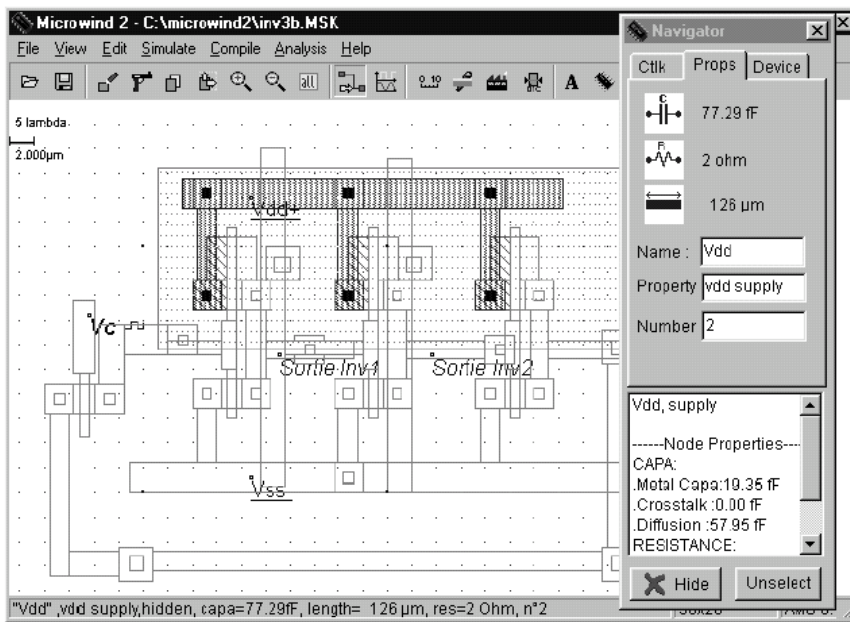 Microwind 2 - C:\microwind2\inv3b.MSK
File View Edit Simulate Compile Analysis Help
5 lambda
2.000µm
Vdd+
Vc
Sortie Inv1
Sortie Inv2
Vss
Navigator
Ctlk Props Device
C
77.29 fF
R
2 ohm
126 µm
Name : Vdd
Property vdd supply
Number 2
Vdd, supply
------Node Properties---
CAPA:
.Metal Capa:19.35 fF
.Crosstalk :0.00 fF
.Diffusion :57.95 fF
RESISTANCE:
Hide Unselect
"Vdd" ,vdd supply,hidden, capa=77.29fF, length= 126 µm, res=2 Ohm, n°2